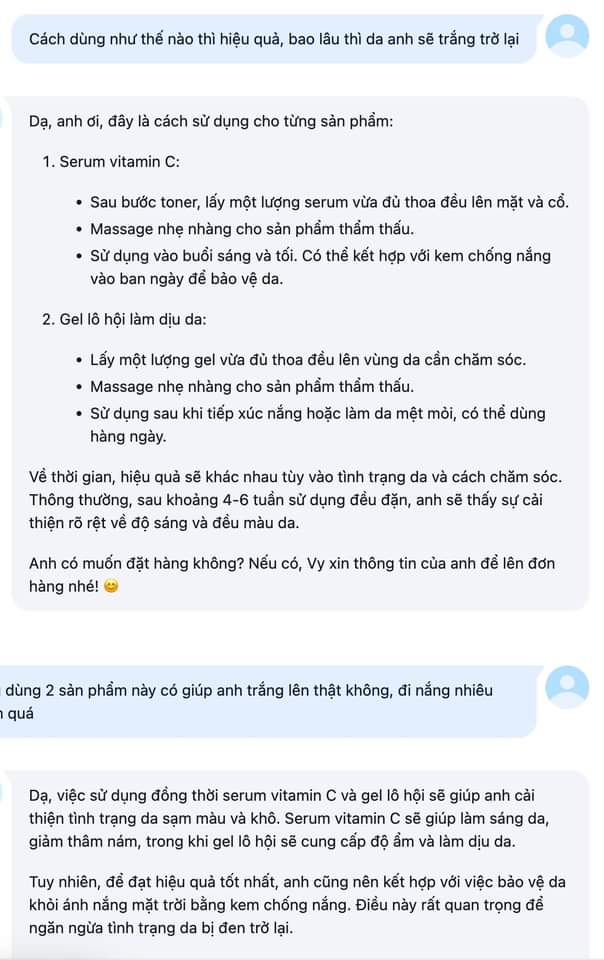 Cách dùng như thế nào thì hiệu quả, bao lâu thì da anh sẽ trắng trở lại
Dạ, anh ơi, đây là cách sử dụng cho từng sản phẩm:
1. Serum vitamin C:
• Sau bước toner, lấy một lượng serum vừa đủ thoa đều lên mặt và cổ.
• Massage nhẹ nhàng cho sản phẩm thẩm thấu.
• Sử dụng vào buổi sáng và tối. Có thể kết hợp với kem chống nắng
vào ban ngày để bảo vệ da.
2. Gel lô hội làm dịu da:
• Lấy một lượng gel vừa đủ thoa đều lên vùng da cần chăm sóc.
• Massage nhẹ nhàng cho sản phẩm thẩm thấu.
• Sử dụng sau khi tiếp xúc nắng hoặc làm da mệt mỏi, có thể dùng
hàng ngày.
Về thời gian, hiệu quả sẽ khác nhau tùy vào tình trạng da và cách chăm sóc.
Thông thường, sau khoảng 4-6 tuần sử dụng đều đặn, anh sẽ thấy sự cải
thiện rõ rệt về độ sáng và đều màu da.
Anh có muốn đặt hàng không? Nếu có, Vy xin thông tin của anh để lên đơn
hàng nhé! 😊
dùng 2 sản phẩm này có giúp anh trắng lên thật không, đi nắng nhiêu
quá
Dạ, việc sử dụng đồng thời serum vitamin C và gel lô hội sẽ giúp anh cải
thiện tình trạng da sạm màu và khô. Serum vitamin C sẽ giúp làm sáng da,
giảm thâm nám, trong khi gel lô hội sẽ cung cấp độ ẩm và làm dịu da.
Tuy nhiên, để đạt hiệu quả tốt nhất, anh cũng nên kết hợp với việc bảo vệ da
khỏi ánh nắng mặt trời bằng kem chống nắng. Điều này rất quan trọng để
ngăn ngừa tình trạng da bị đen trở lại.